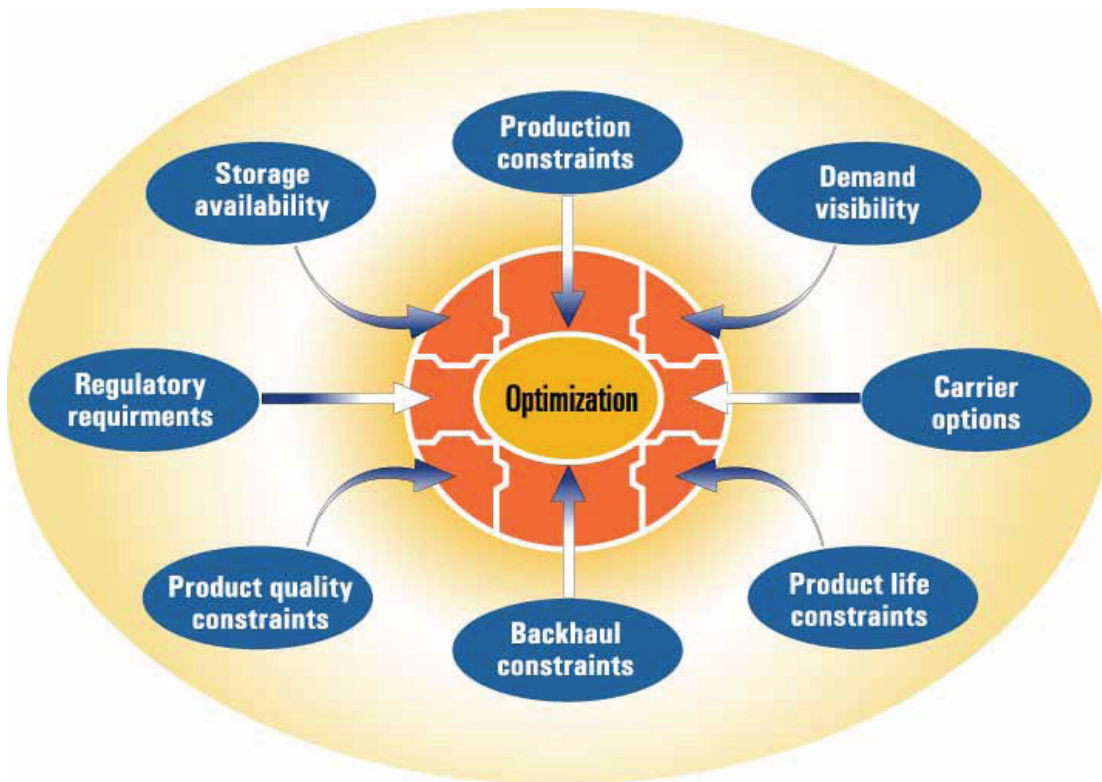 Production
constraints
Storage
availability
Demand
visibility
Regulatory
requirments
Optimization
Carrier
options
Product quality
constraints
Product life
constraints
Backhaul
constraints